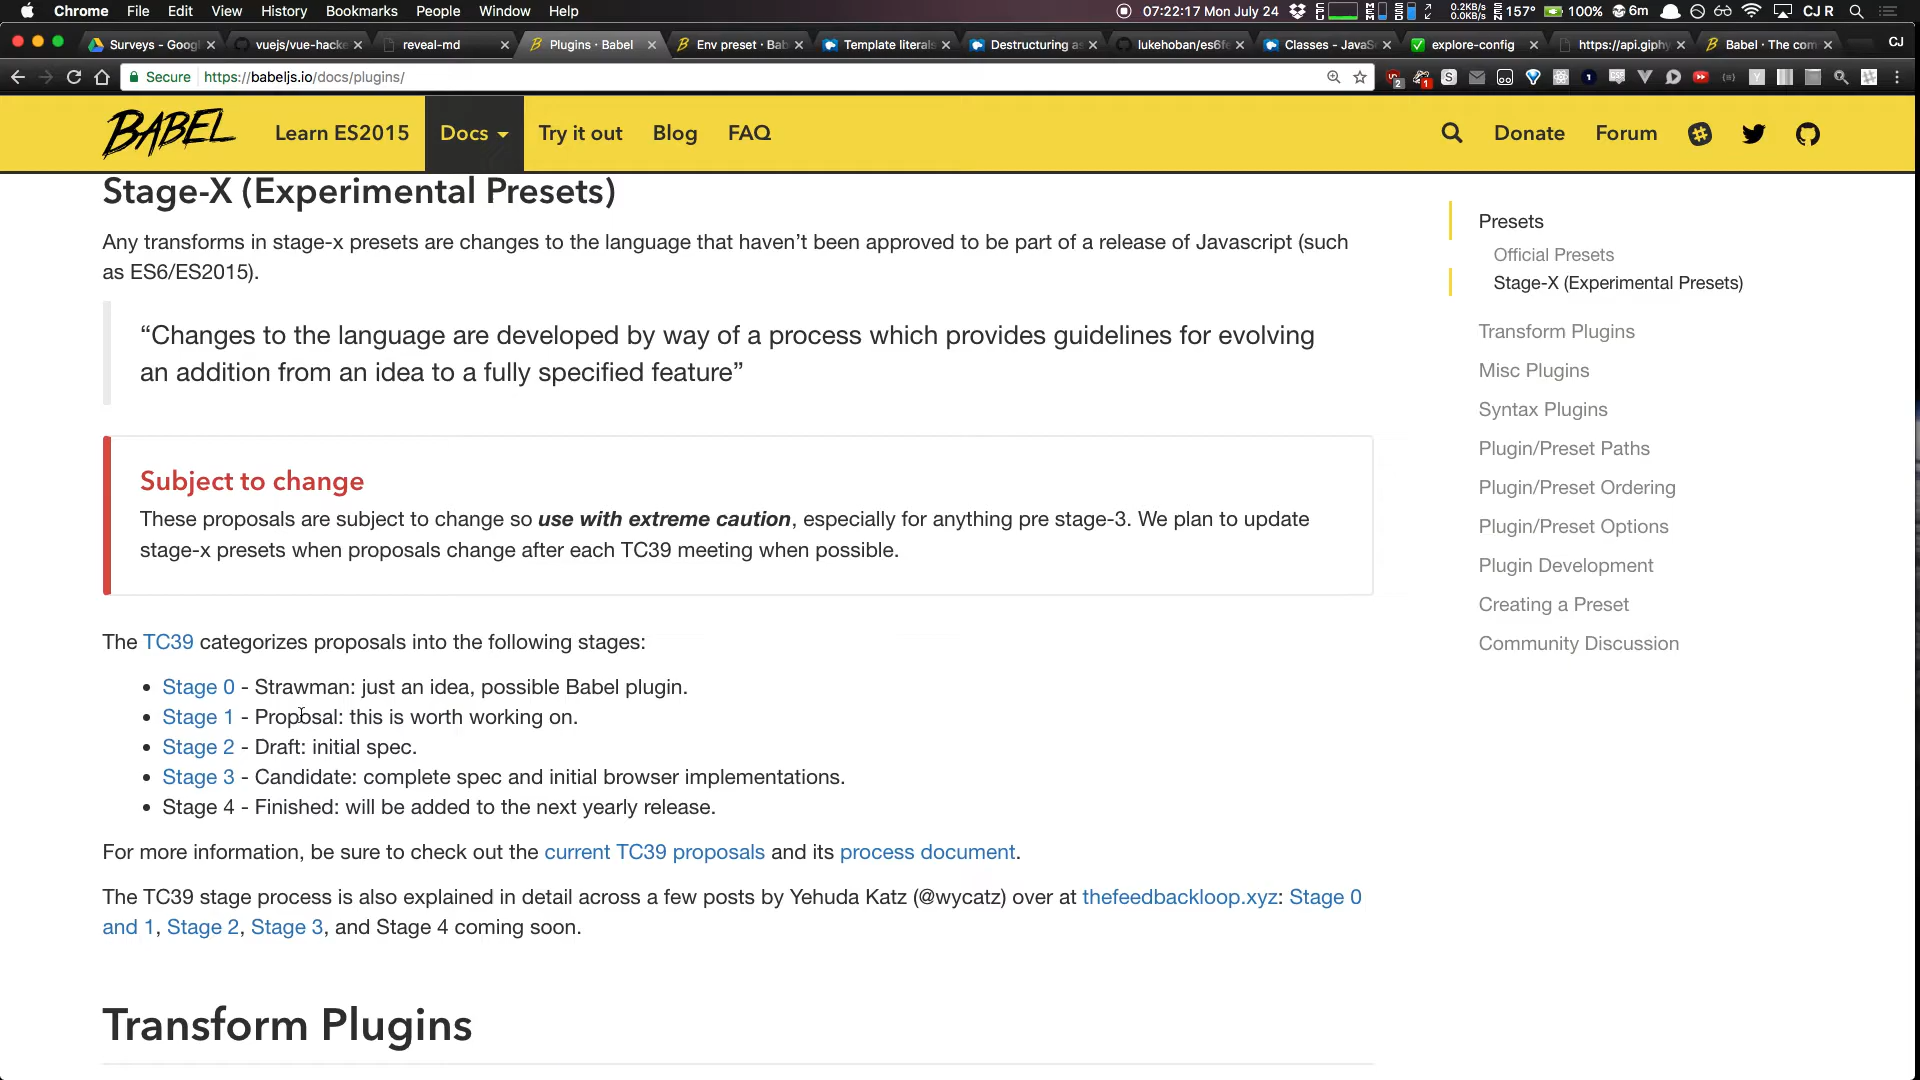 Chrome File Edit View History Bookmarks People Window Help
0.2KB/s 0.0KB/s 157° 100% 6m CJ R
07:22:17 Mon July 24
Surveys - Goog
vuejs/vue-hacke
reveal-md
Plugins · Babel
Env preset · Bab
Template literals
Destructuring as
lukehoban/es6fe
Classes - JavaS
explore-config
https://api.giphy
Babel · The com
CJ
Secure https://babeljs.io/docs/plugins/
BABEL Learn ES2015 Docs Try it out Blog FAQ Donate Forum
Stage-X (Experimental Presets)
Any transforms in stage-x presets are changes to the language that haven’t been approved to be part of a release of Javascript (such
as ES6/ES2015).
“Changes to the language are developed by way of a process which provides guidelines for evolving
an addition from an idea to a fully specified feature”
Subject to change
These proposals are subject to change so use with extreme caution, especially for anything pre stage-3. We plan to update
stage-x presets when proposals change after each TC39 meeting when possible.
The TC39 categorizes proposals into the following stages:
• Stage 0 - Strawman: just an idea, possible Babel plugin.
• Stage 1 - Proposal: this is worth working on.
• Stage 2 - Draft: initial spec.
• Stage 3 - Candidate: complete spec and initial browser implementations.
• Stage 4 - Finished: will be added to the next yearly release.
For more information, be sure to check out the current TC39 proposals and its process document.
The TC39 stage process is also explained in detail across a few posts by Yehuda Katz (@wycatz) over at thefeedbackloop.xyz: Stage 0
and 1, Stage 2, Stage 3, and Stage 4 coming soon.
Transform Plugins
Presets
Official Presets
Stage-X (Experimental Presets)
Transform Plugins
Misc Plugins
Syntax Plugins
Plugin/Preset Paths
Plugin/Preset Ordering
Plugin/Preset Options
Plugin Development
Creating a Preset
Community Discussion